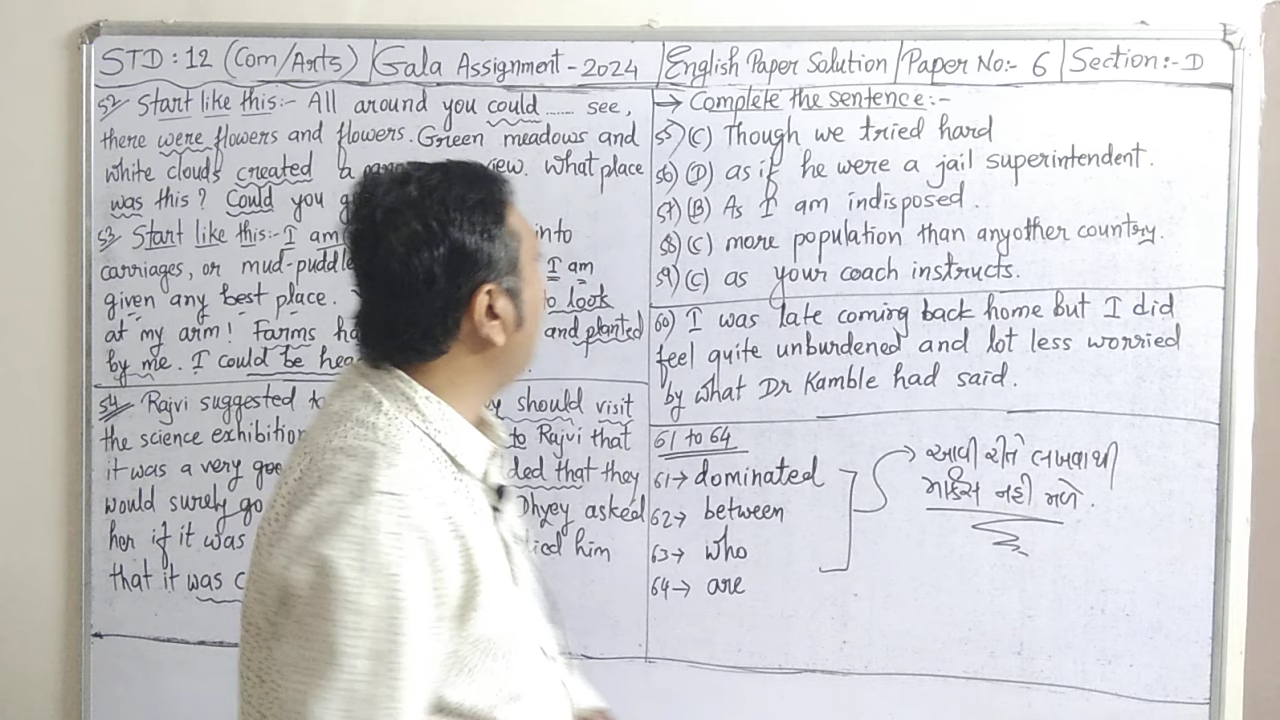 STD : 12 (Com/Arts) | Gala Assignment - 2024 | English Paper Solution | Paper No:- 6 | Section:- D
52 Start like this:- All around you could ...... see,
there were flowers and flowers. Green meadows and
white clouds created a view. What place
was this? Could you
53 Start like this:- I am into
carriages, or mud-puddle I am
given any best place. to look
at my arm! Farms and planted
by me. I could be
54 Rajvi suggested should visit
the science exhibition to Rajvi that
it was a very that they
would surely go Dhyey asked
her if it was him
that it was
→ Complete the sentence:-
55) (C) Though we tried hard
56) (D) as if he were a jail superintendent.
57) (B) As I am indisposed.
58) (C) more population than anyother country.
59) (C) as your coach instructs.
60) I was late coming back home but I did
feel quite unburdened and lot less worried
by what Dr Kamble had said.
61 to 64
61→ dominated
62→ between
63→ who
64→ are
આવી રીતે લખવાથી
માર્કસ નહી મળે.